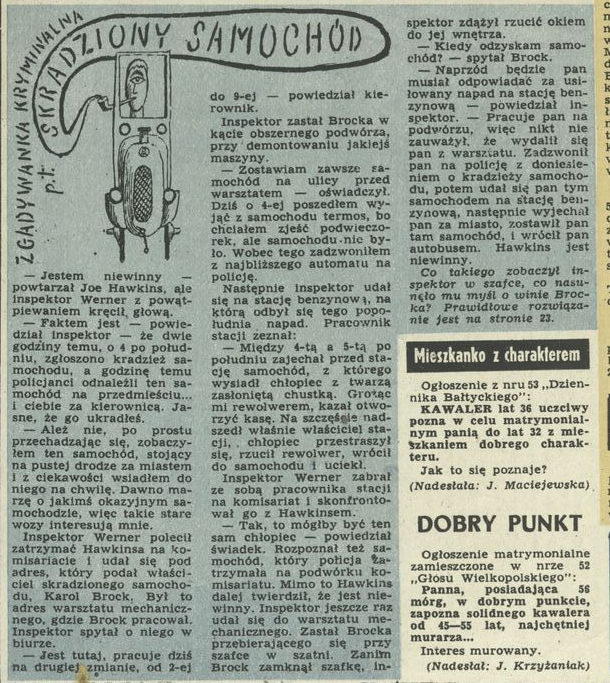 ZGADYWANKA KRYMINALNA
p.t.
SKRADZIONY SAMOCHÓD
— Jestem niewinny —
powtarzał Joe Hawkins, ale
inspektor Werner z powąt-
piewaniem kręcił, głową.
— Faktem jest — powie-
dział inspektor — że dwie
godziny temu, o 4 po połud-
niu, zgłoszono kradzież sa-
mochodu, a godzinę temu
policjanci odnaleźli ten sa-
mochód na przedmieściu...
i ciebie za kierownicą. Ja-
sne, że go ukradłeś.
— Ależ nie, po prostu
przechadzając się, zobaczy-
łem ten samochód, stojący
na pustej drodze za miastem
i z ciekawości wsiadłem do
niego na chwilę. Dawno ma-
rzę o jakimś okazyjnym sa-
mochodzie, więc takie stare
wozy interesują mnie.
Inspektor Werner polecił
zatrzymać Hawkinsa na ko-
misariacie i udał się pod
adres, który podał właści-
ciel skradzionego samocho-
du, Karol Brock. Był to
adres warsztatu mechanicz-
nego, gdzie Brock pracował.
Inspektor spytał o niego w
biurze.
— Jest tutaj, pracuje dziś
na drugiej zmianie, od 2-ej
do 9-ej — powiedział kie-
rownik.
Inspektor zastał Brocka w
kącie obszernego podwórza,
przy demontowaniu jakiejś
maszyny.
— Zostawiam zawsze sa-
mochód na ulicy przed
warsztatem — oświadczył.
Dziś o 4-ej poszedłem wy-
jąć z samochodu termos, bo
chciałem zjeść podwieczo-
rek, ale samochodu nie by-
ło. Wobec tego zadzwoniłem
z najbliższego automatu na
policję.
Następnie inspektor udał
się na stację benzynową, na
którą odbył się tego popo-
łudnia napad. Pracownik
stacji zeznał:
— Między 4-tą a 5-tą po
południu zajechał przed sta-
cję samochód, z którego
wysiadł chłopiec z twarzą
zasłoniętą chustką. Grożąc
mi rewolwerem, kazał otwo-
rzyć kasę. Na szczęście nad-
szedł właśnie właściciel sta-
cji, chłopiec przestraszył
się, rzucił rewolwer, wrócił
do samochodu i uciekł.
Inspektor Werner zabrał
ze sobą pracownika stacji
na komisariat i skonfronto-
wał go z Hawkinsem.
— Tak, to mógłby być ten
sam chłopiec — powiedział
świadek. Rozpoznał też sa-
mochód, który policja za-
trzymała na podwórku ko-
misariatu. Mimo to Hawkins
dalej twierdził, że jest nie-
winny. Inspektor jeszcze raz
udał się do warsztatu me-
chanicznego. Zastał Brocka
przebierającego się przy
szafce w szatni. Zanim
Brock zamknął szafkę, in-
spektor zdążył rzucić okiem
do jej wnętrza.
— Kiedy odzyskam samo-
chód? — spytał Brock.
— Naprzód będzie pan
musiał odpowiadać za usi-
łowany napad na stację ben-
zynową — powiedział in-
spektor. — Pracuje pan na
podwórzu, więc nikt nie
zauważył, że wydalił się
pan z warsztatu. Zadzwonił
pan na policję z doniesie-
niem o kradzieży samocho-
du, potem udał się pan tym
samochodem na stację ben-
zynową, następnie wyjechał
pan za miasto, zostawił pan
tam samochód, i wrócił pan
autobusem. Hawkins jest
niewinny.
Co takiego zobaczył in-
spektor w szafce, co nasu-
nęło mu myśl o winie Broc-
ka? Prawidłowe rozwiąza-
nie jest na stronie 23.
Mieszkanko z charakterem
Ogłoszenie z nru 53 „Dzien-
nika Bałtyckiego":
KAWALER lat 36 uczciwy
pozna w celu matrymonial-
nym panią do lat 32 z mie-
szkaniem dobrego charak-
teru.
Jak to się poznaje?
(Nadesłała: J. Maciejewska)
DOBRY PUNKT
Ogłoszenie matrymonialne
zamieszczone w nrze 52
„Głosu Wielkopolskiego":
Panna, posiadająca 56
mórg, w dobrym punkcie,
zapozna solidnego kawalera
od 45—55 lat, najchętniej
murarza...
Interes murowany.
(Nadesłał: J. Krzyżaniak)